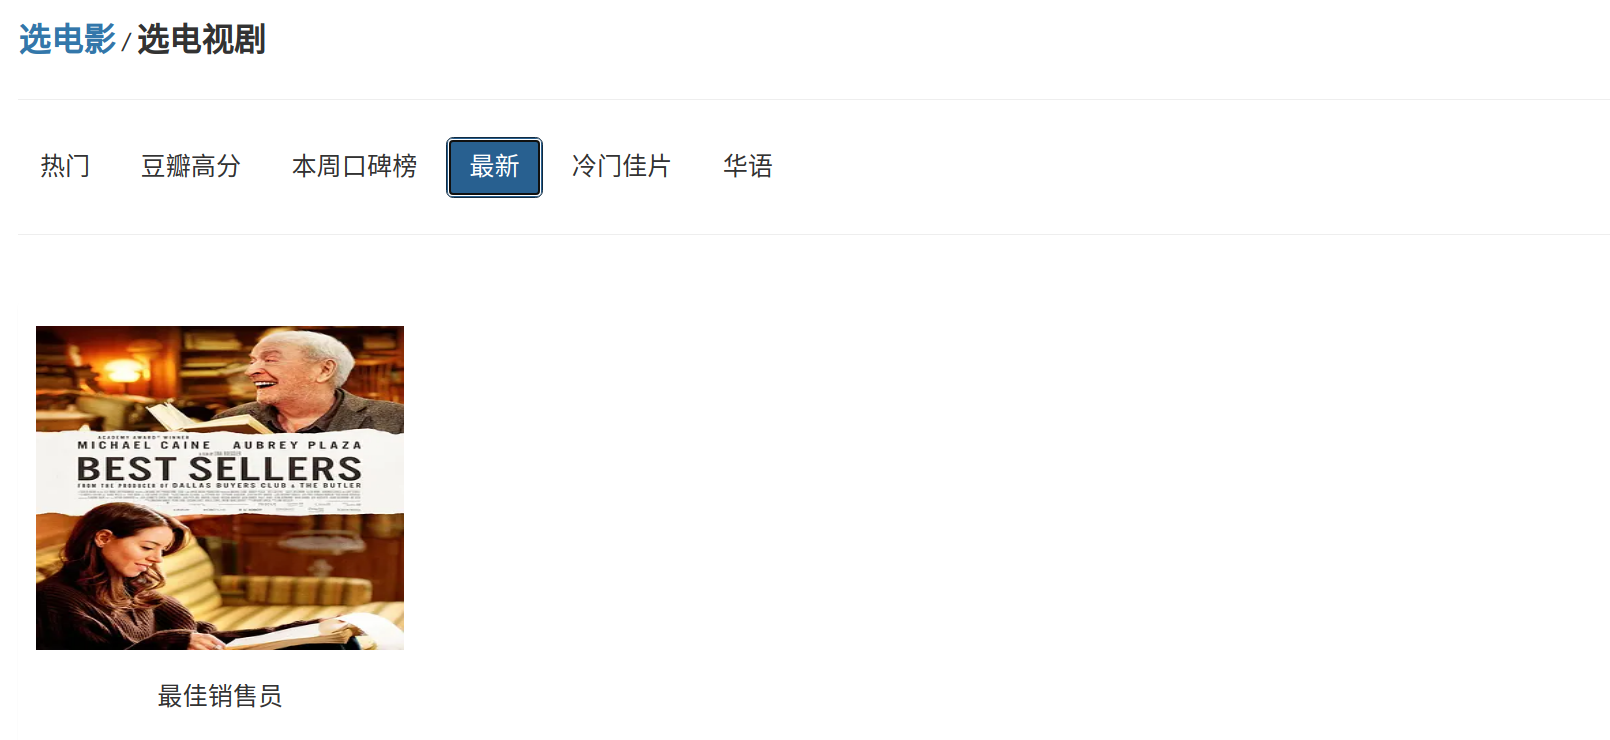 选电影 / 选电视剧
热门 豆瓣高分 本周口碑榜 最新 冷门佳片 华语
ACADEMY AWARD WINNER
MICHAEL CAINE AUBREY PLAZA
BEST SELLERS
FROM THE PRODUCER OF DALLAS BUYERS CLUB & THE BUTLER
最佳销售员